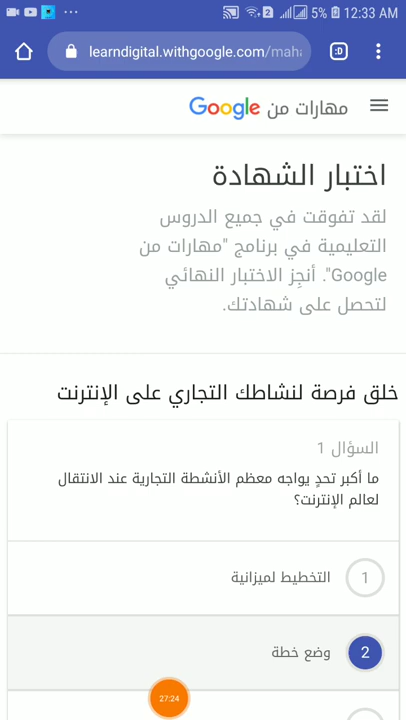 5% 12:33 AM
learndigital.withgoogle.com/mah
:D
مهارات من Google
اختبار الشهادة
لقد تفوقت في جميع الدروس
التعليمية في برنامج "مهارات من
Google". أنجِز الاختبار النهائي
لتحصل على شهادتك.
خلق فرصة لنشاطك التجاري على الإنترنت
السؤال 1
ما أكبر تحدٍ يواجه معظم الأنشطة التجارية عند الانتقال
لعالم الإنترنت؟
1 التخطيط لميزانية
2 وضع خطة
27:24